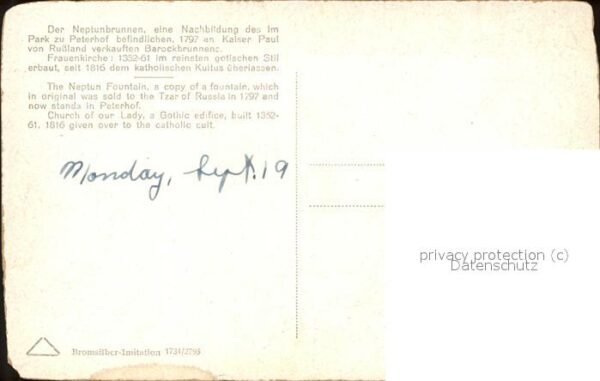 Der Neptunbrunnen, eine Nachbildung des im
Park zu Peterhof befindlichen, 1797 an Kaiser Paul
von Rußland verkauften Barockbrunnens.
Frauenkirche: 1352-61 im reinsten gotischen Stil
erbaut, seit 1816 dem katholischen Kultus überlassen.
The Neptun Fountain, a copy of a fountain, which
in original was sold to the Tzar of Russia in 1797 and
now stands in Peterhof.
Church of our Lady, a Gothic edifice, built 1352-
61, 1816 given over to the catholic cult.
Monday, Sept. 19
privacy protection (c)
Datenschutz
Bromsilber-Imitation 1731/2795